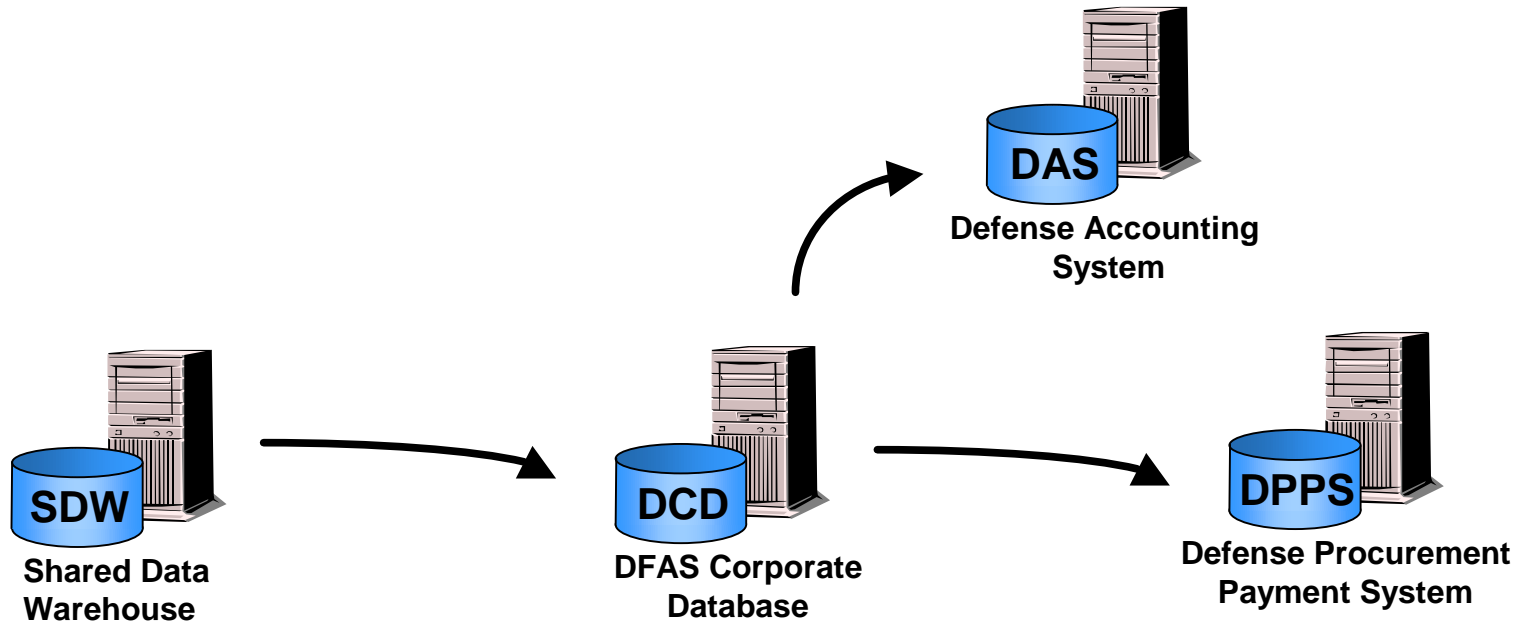 DAS
Defense Accounting
System
SDW
Shared Data
Warehouse
DCD
DFAS Corporate
Database
DPPS
Defense Procurement
Payment System